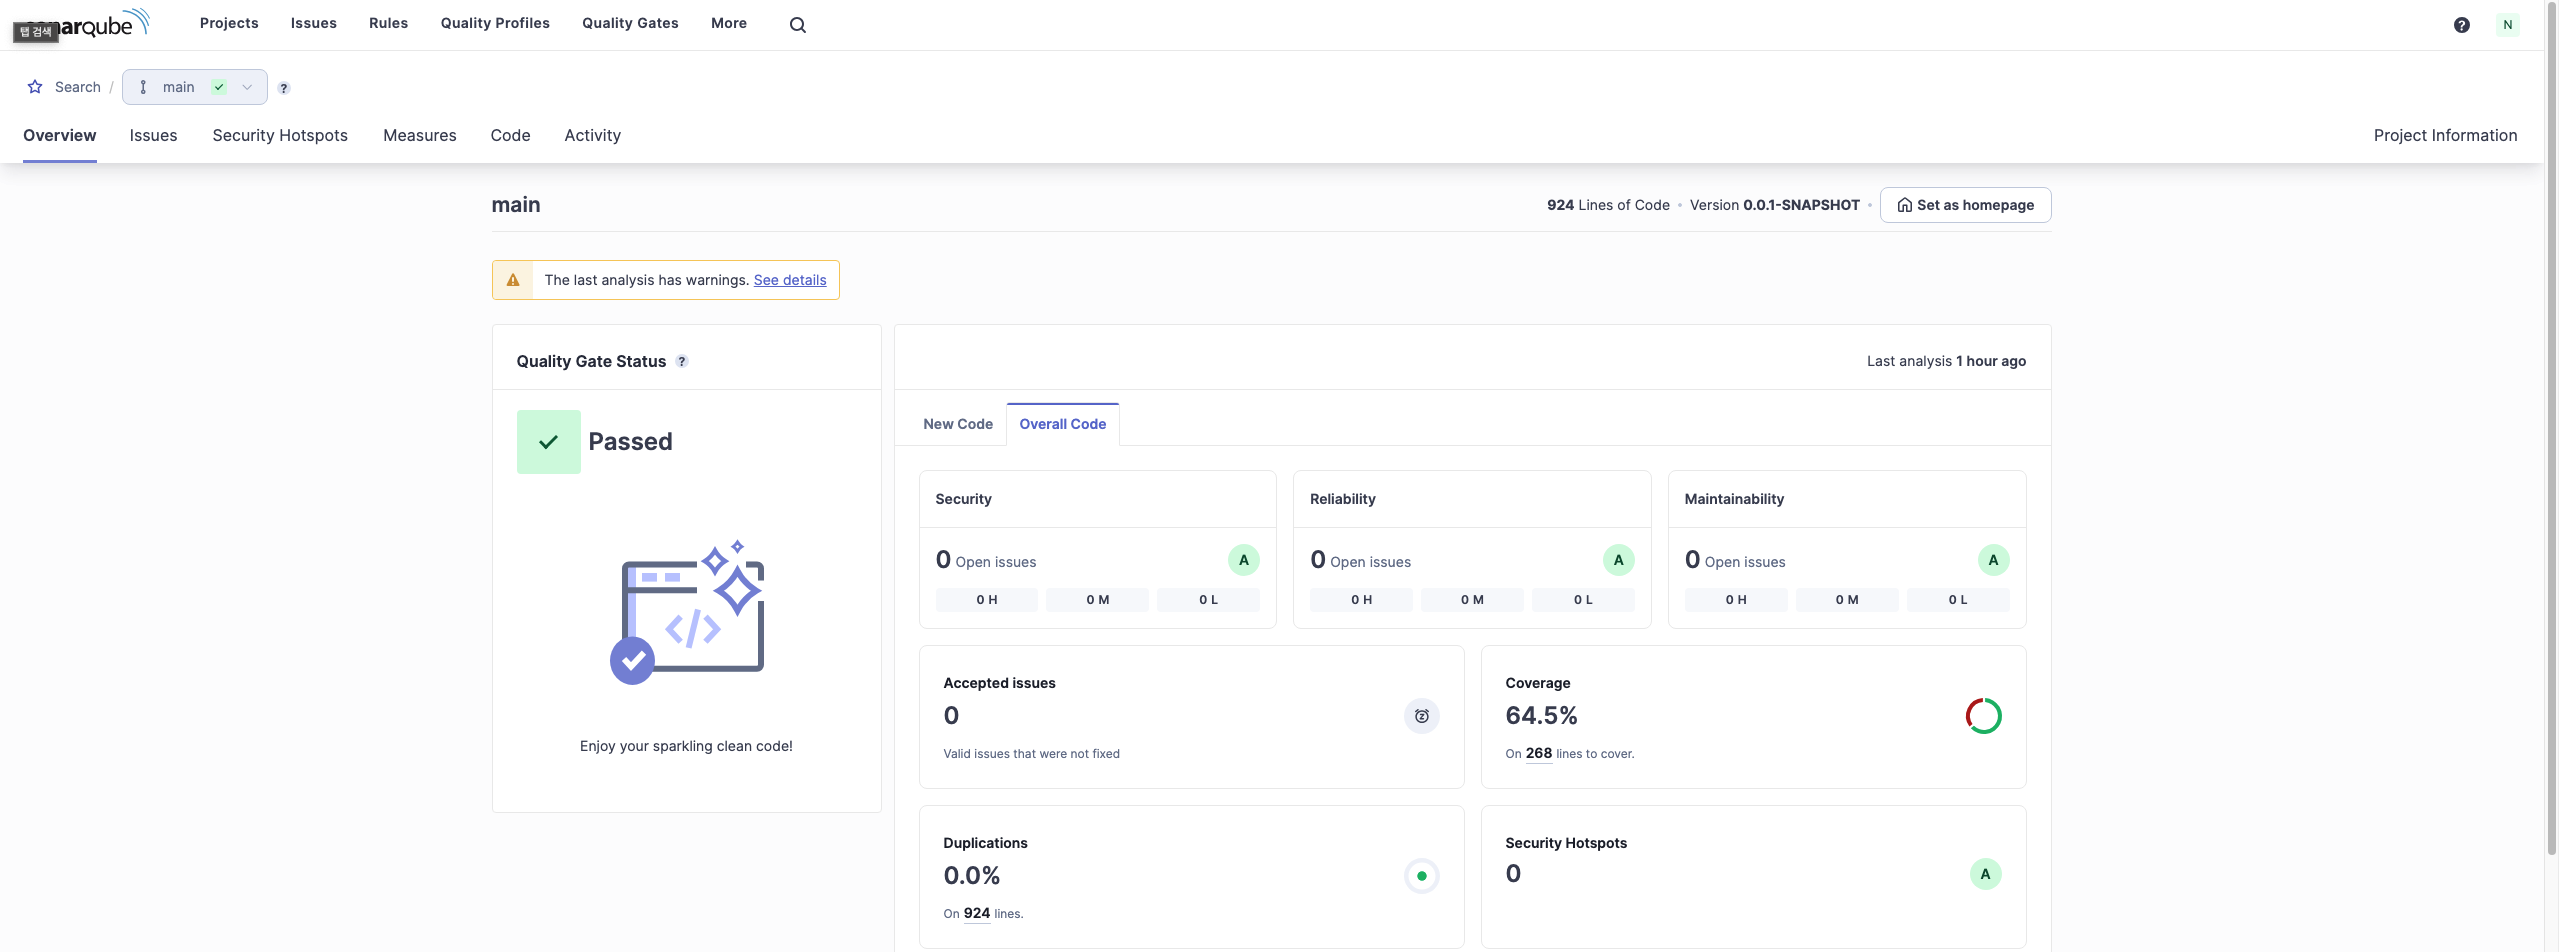 narqube
탭 검색
Projects Issues Rules Quality Profiles Quality Gates More
N
Search / main
Overview Issues Security Hotspots Measures Code Activity Project Information
main
924 Lines of Code • Version 0.0.1-SNAPSHOT • Set as homepage
The last analysis has warnings. See details
Quality Gate Status ?
Last analysis 1 hour ago
Passed
Enjoy your sparkling clean code!
New Code Overall Code
Security
0 Open issues A
0 H 0 M 0 L
Reliability
0 Open issues A
0 H 0 M 0 L
Maintainability
0 Open issues A
0 H 0 M 0 L
Accepted issues
0
Valid issues that were not fixed
Coverage
64.5%
On 268 lines to cover.
Duplications
0.0%
On 924 lines.
Security Hotspots
0 A